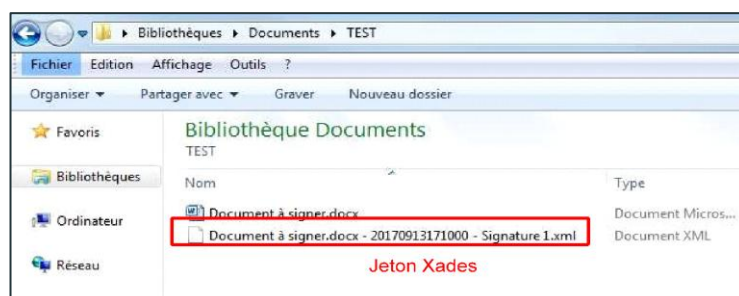 Bibliothèques ▸ Documents ▸ TEST
Fichier Edition Affichage Outils ?
Organiser ▾ Partager avec ▾ Graver Nouveau dossier
Favoris
Bibliothèque Documents
TEST
Bibliothèques
Nom Type
Document à signer.docx Document Micros...
Ordinateur
Document à signer.docx - 20170913171000 - Signature 1.xml Document XML
Réseau
Jeton Xades